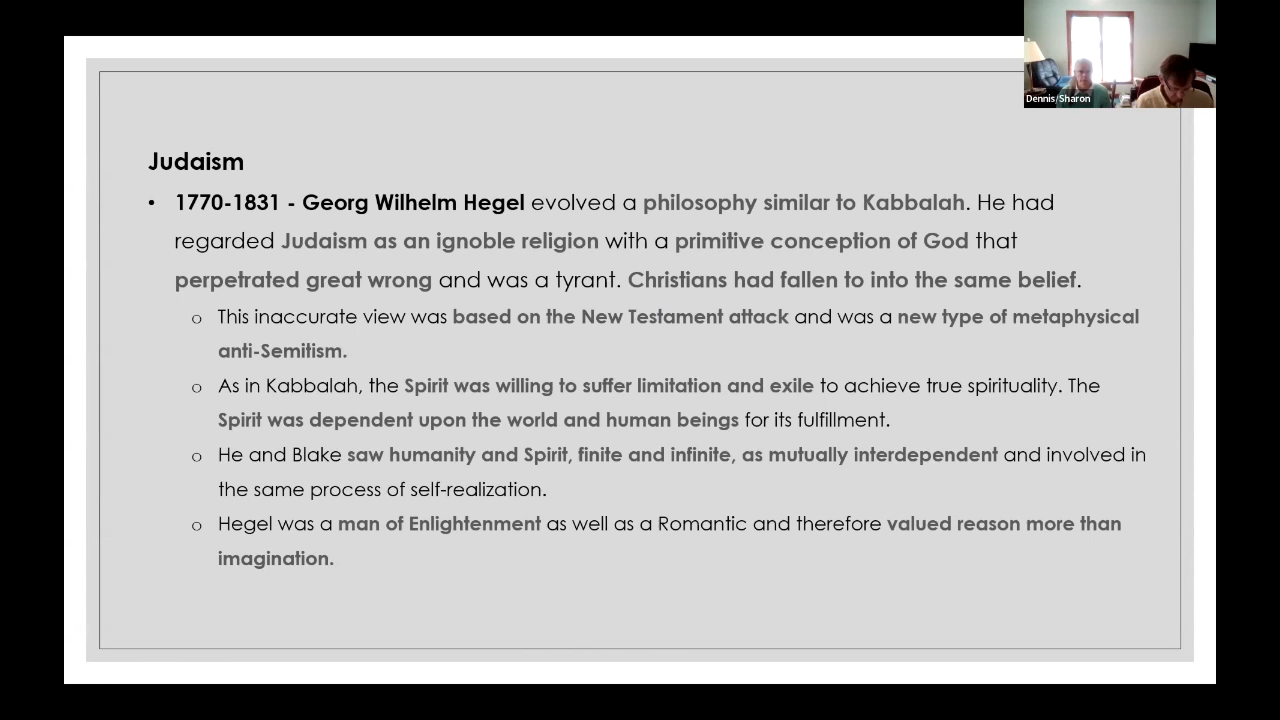 Dennis/Sharon
Judaism
• 1770-1831 - Georg Wilhelm Hegel evolved a philosophy similar to Kabbalah. He had
regarded Judaism as an ignoble religion with a primitive conception of God that
perpetrated great wrong and was a tyrant. Christians had fallen to into the same belief.
o This inaccurate view was based on the New Testament attack and was a new type of metaphysical
anti-Semitism.
o As in Kabbalah, the Spirit was willing to suffer limitation and exile to achieve true spirituality. The
Spirit was dependent upon the world and human beings for its fulfillment.
o He and Blake saw humanity and Spirit, finite and infinite, as mutually interdependent and involved in
the same process of self-realization.
o Hegel was a man of Enlightenment as well as a Romantic and therefore valued reason more than
imagination.